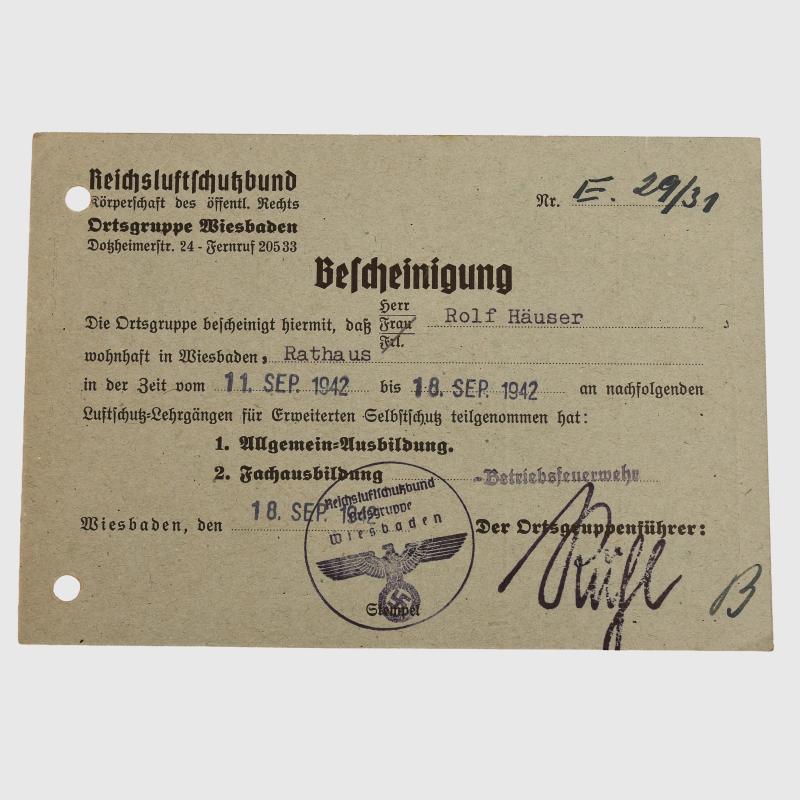 Reichsluftschutzbund
Körperschaft des öffentl. Rechts
Ortsgruppe Wiesbaden
Dotzheimerstr. 24 - Fernruf 20533
Nr. E. 29/31
Bescheinigung
Die Ortsgruppe bescheinigt hiermit, daß Herr Frau Frl. Rolf Häuser
wohnhaft in Wiesbaden, Rathaus
in der Zeit vom 11. SEP. 1942 bis 18. SEP. 1942 an nachfolgenden
Luftschutz-Lehrgängen für Erweiterten Selbstschutz teilgenommen hat:
1. Allgemein-Ausbildung.
2. Fachausbildung -Betriebsfeuerwehr
Wiesbaden, den 18. SEP. 1942 Der Ortsgruppenführer:
Reichsluftschutzbund
Ortsgruppe
Wiesbaden
Stempel
B